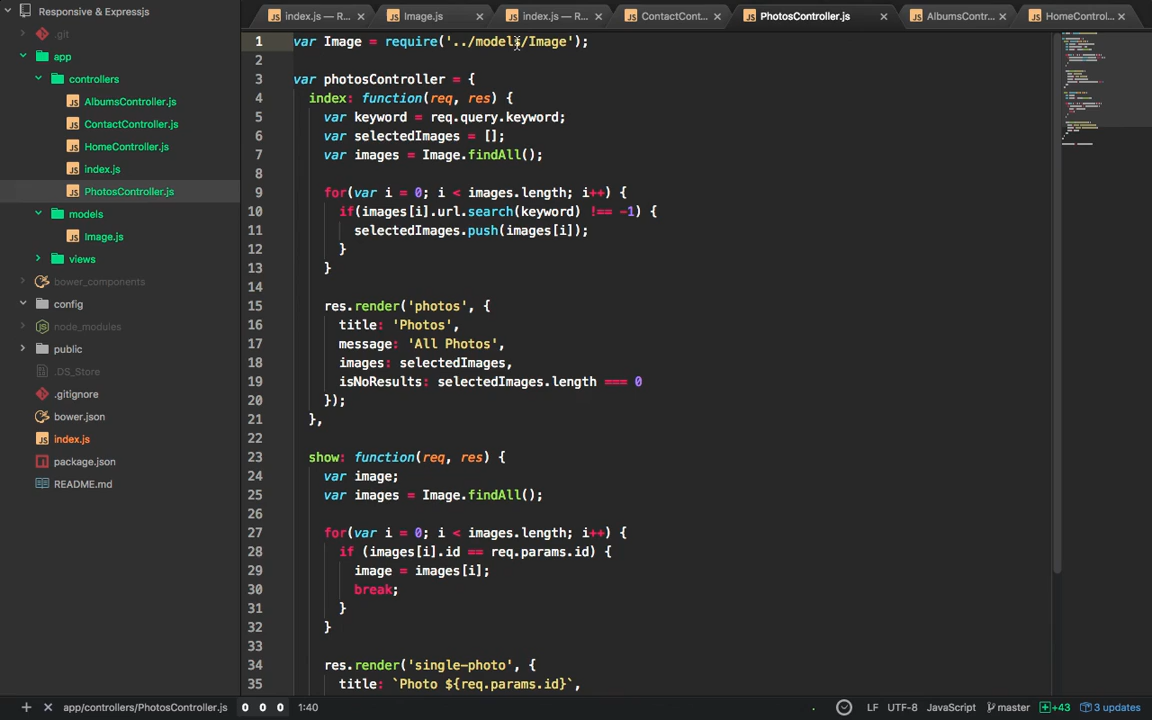 Responsive & Expressjs
.git
app
controllers
AlbumsController.js
ContactController.js
HomeController.js
index.js
PhotosController.js
models
Image.js
views
bower_components
config
node_modules
public
.DS_Store
.gitignore
bower.json
index.js
package.json
README.md
index.js — R...
Image.js
index.js — R...
ContactCont...
PhotosController.js
AlbumsCont...
HomeControl...
1 var Image = require('../models/Image');
2
3 var photosController = {
4 index: function(req, res) {
5 var keyword = req.query.keyword;
6 var selectedImages = [];
7 var images = Image.findAll();
8
9 for(var i = 0; i < images.length; i++) {
10 if(images[i].url.search(keyword) !== -1) {
11 selectedImages.push(images[i]);
12 }
13 }
14
15 res.render('photos', {
16 title: 'Photos',
17 message: 'All Photos',
18 images: selectedImages,
19 isNoResults: selectedImages.length === 0
20 });
21 },
22
23 show: function(req, res) {
24 var image;
25 var images = Image.findAll();
26
27 for(var i = 0; i < images.length; i++) {
28 if (images[i].id == req.params.id) {
29 image = images[i];
30 break;
31 }
32 }
33
34 res.render('single-photo', {
35 title: `Photo ${req.params.id}`,
app/controllers/PhotosController.js 0 0 0 1:40 . LF UTF-8 JavaScript master +43 3 updates